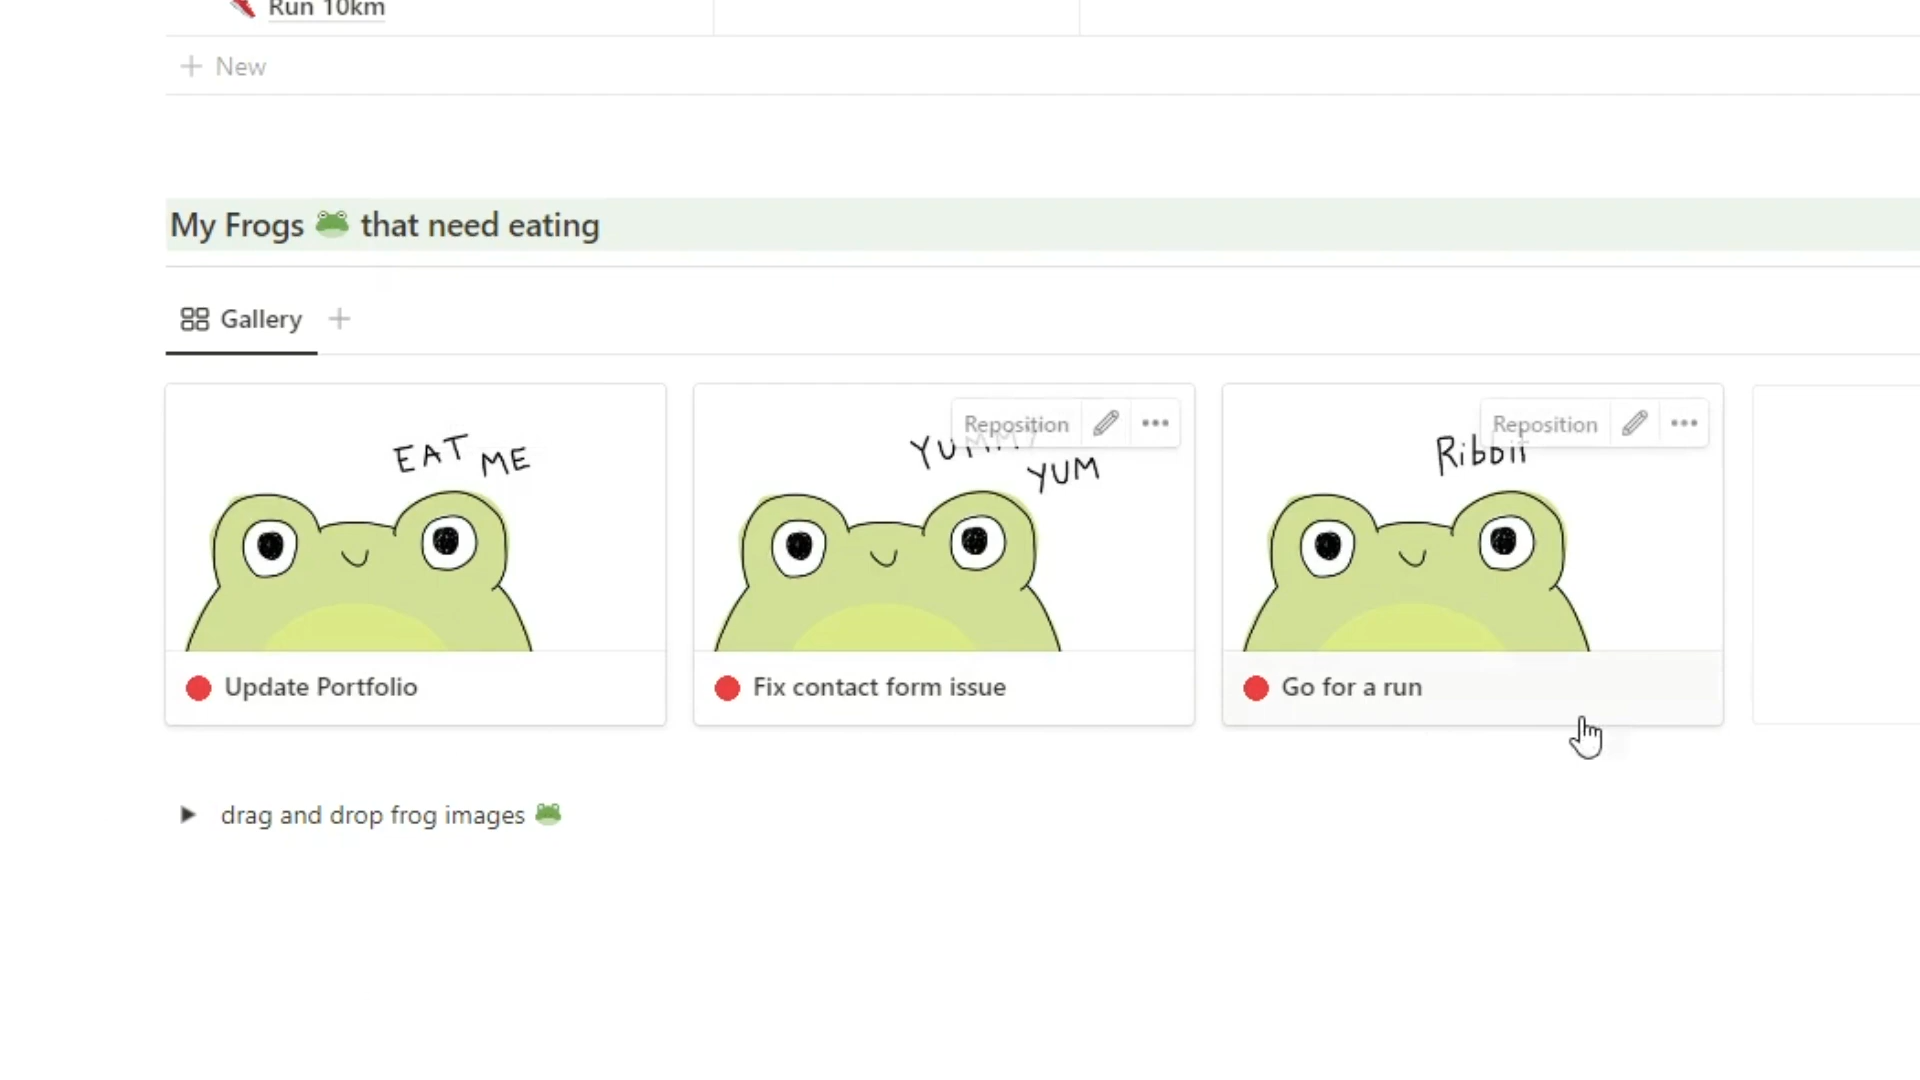 Run 10km
New
My Frogs 🐸 that need eating
Gallery
EAT ME
Reposition
YUM
Reposition
Ribbit
Update Portfolio
Fix contact form issue
Go for a run
drag and drop frog images 🐸